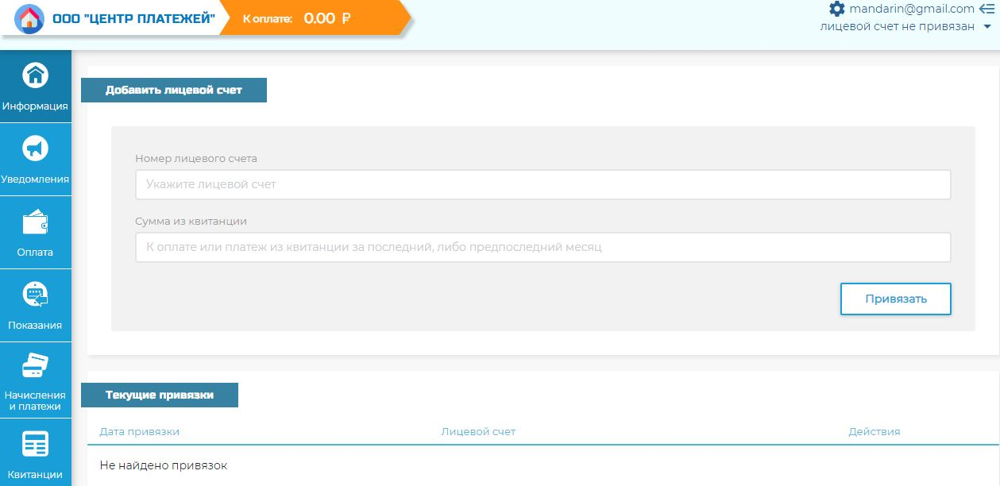 ООО "ЦЕНТР ПЛАТЕЖЕЙ"
К оплате: 0.00 ₽
mandarin@gmail.com
лицевой счет не привязан
Информация
Уведомления
Оплата
Показания
Начисления
и платежи
Квитанции
Добавить лицевой счет
Номер лицевого счета
Укажите лицевой счет
Сумма из квитанции
К оплате или платеж из квитанции за последний, либо предпоследний месяц
Привязать
Текущие привязки
Дата привязки Лицевой счет Действия
Не найдено привязок